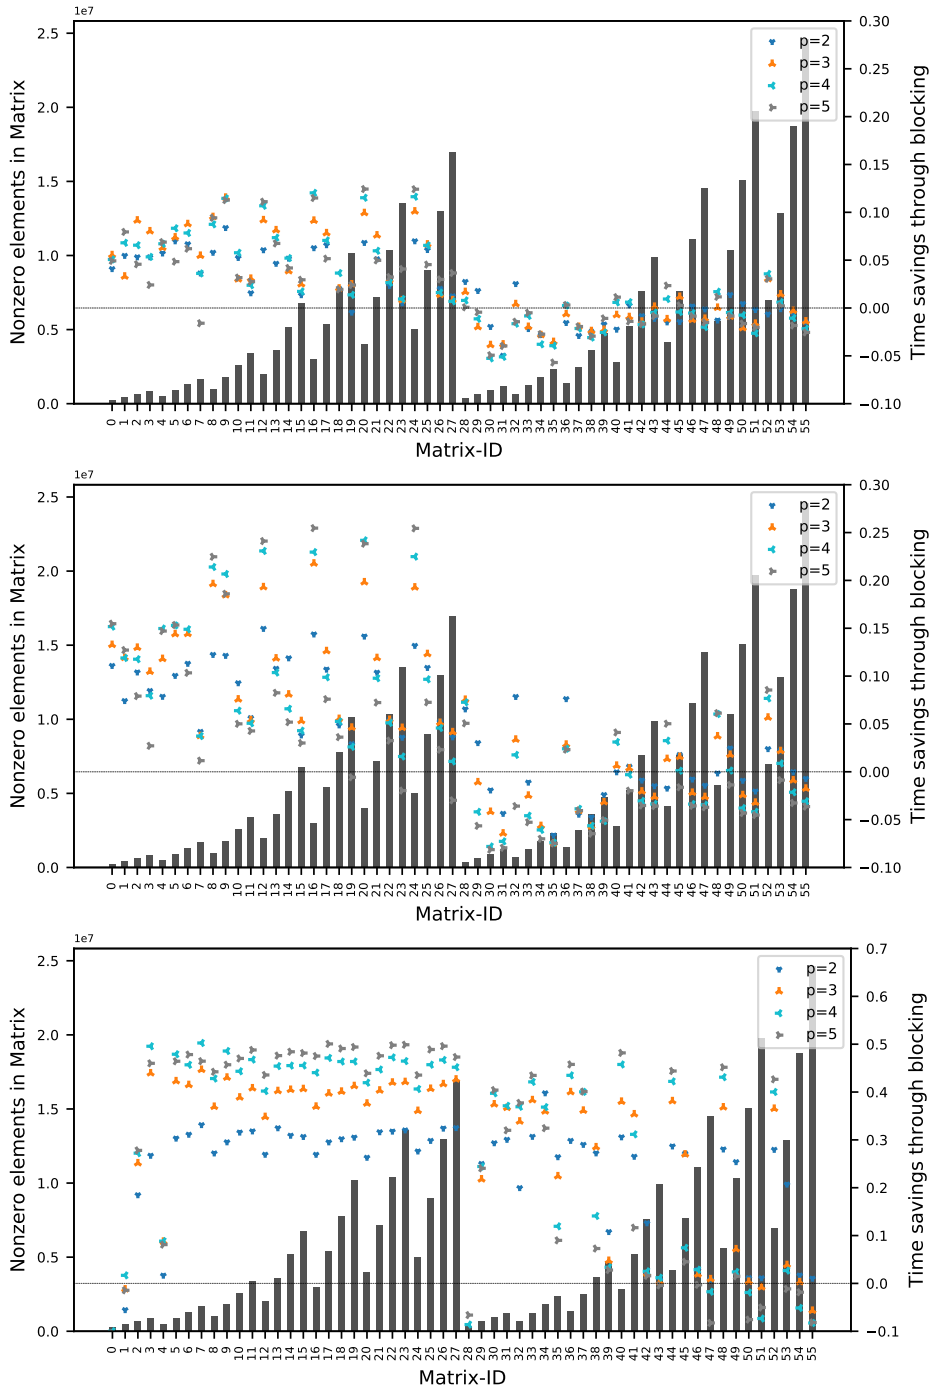 1e7
Nonzero elements in Matrix
0.0
0.5
1.0
1.5
2.0
2.5
p=2
p=3
p=4
p=5
0.30
0.25
0.20
0.15
0.10
0.05
0.00
−0.05
−0.10
Time savings through blocking
0 1 2 3 4 5 6 7 8 9 10 11 12 13 14 15 16 17 18 19 20 21 22 23 24 25 26 27 28 29 30 31 32 33 34 35 36 37 38 39 40 41 42 43 44 45 46 47 48 49 50 51 52 53 54 55
Matrix-ID
1e7
Nonzero elements in Matrix
0.0
0.5
1.0
1.5
2.0
2.5
p=2
p=3
p=4
p=5
0.30
0.25
0.20
0.15
0.10
0.05
0.00
−0.05
−0.10
Time savings through blocking
0 1 2 3 4 5 6 7 8 9 10 11 12 13 14 15 16 17 18 19 20 21 22 23 24 25 26 27 28 29 30 31 32 33 34 35 36 37 38 39 40 41 42 43 44 45 46 47 48 49 50 51 52 53 54 55
Matrix-ID
1e7
Nonzero elements in Matrix
0.0
0.5
1.0
1.5
2.0
2.5
p=2
p=3
p=4
p=5
0.7
0.6
0.5
0.4
0.3
0.2
0.1
0.0
−0.1
Time savings through blocking
0 1 2 3 4 5 6 7 8 9 10 11 12 13 14 15 16 17 18 19 20 21 22 23 24 25 26 27 28 29 30 31 32 33 34 35 36 37 38 39 40 41 42 43 44 45 46 47 48 49 50 51 52 53 54 55
Matrix-ID